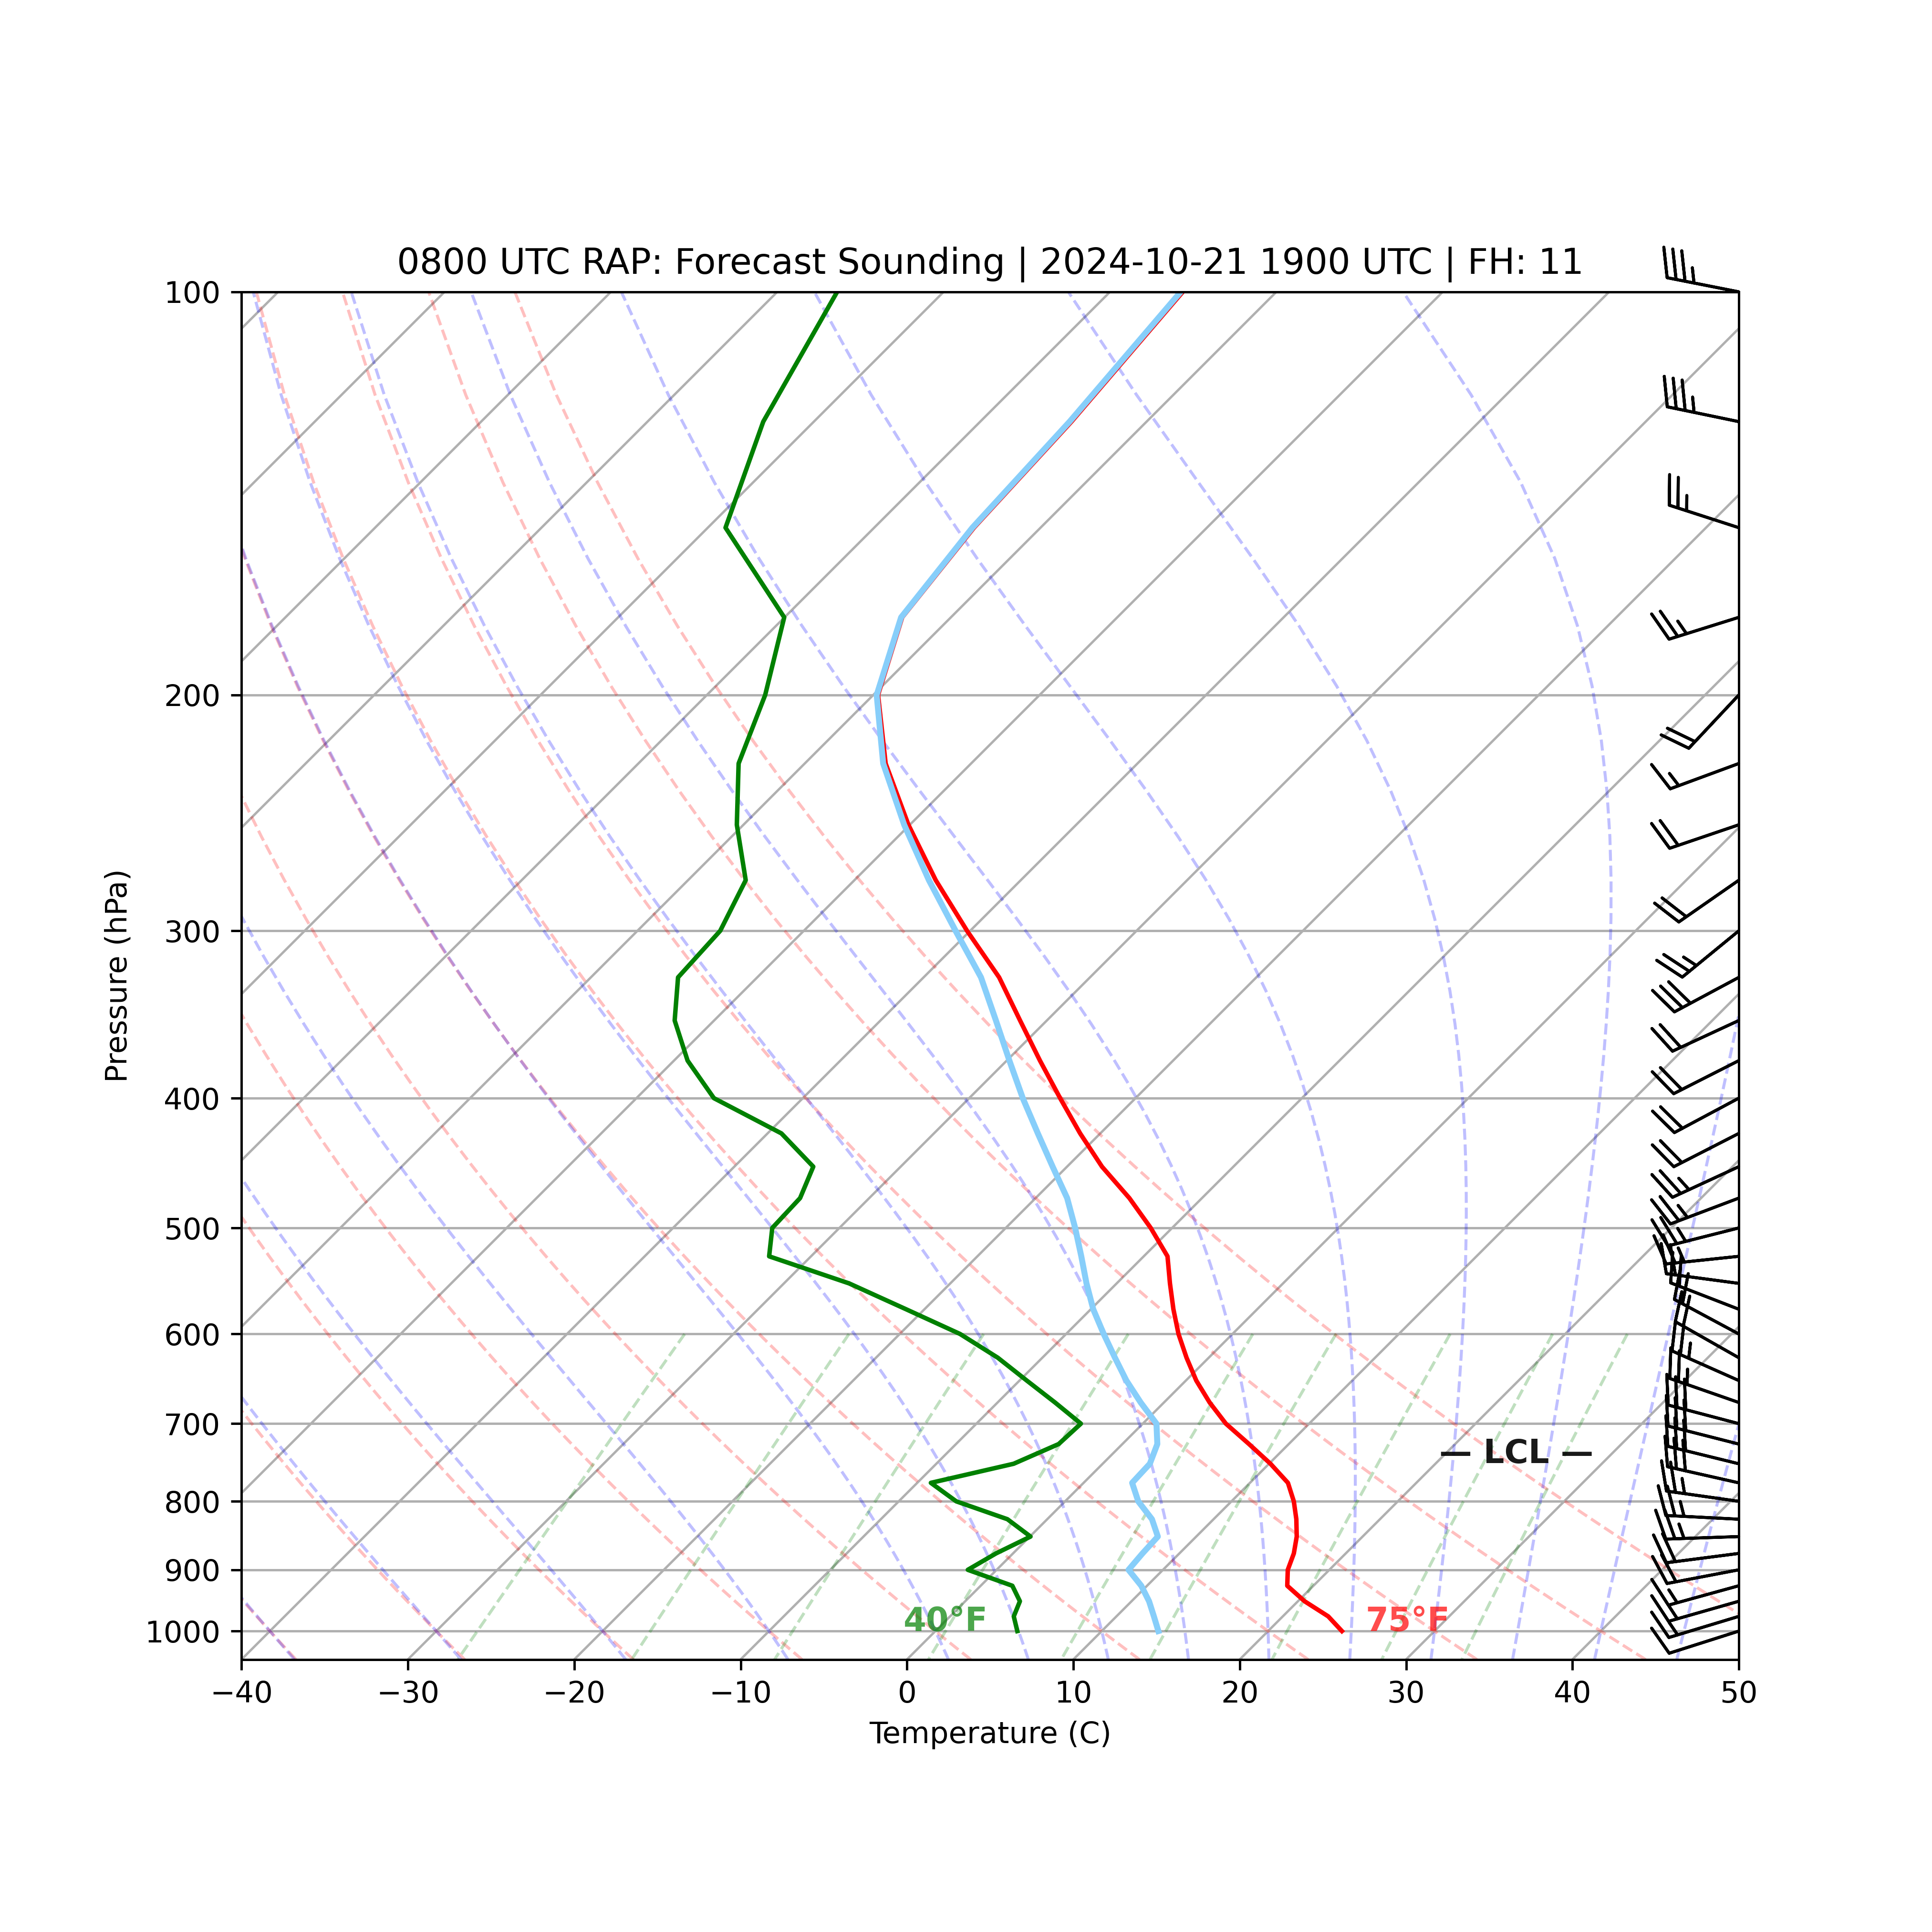 0800 UTC RAP: Forecast Sounding | 2024-10-21 1900 UTC | FH: 11
100
200
300
400
500
600
700
800
900
1000
Pressure (hPa)
— LCL —
40°F
75°F
−40 −30 −20 −10 0 10 20 30 40 50
Temperature (C)